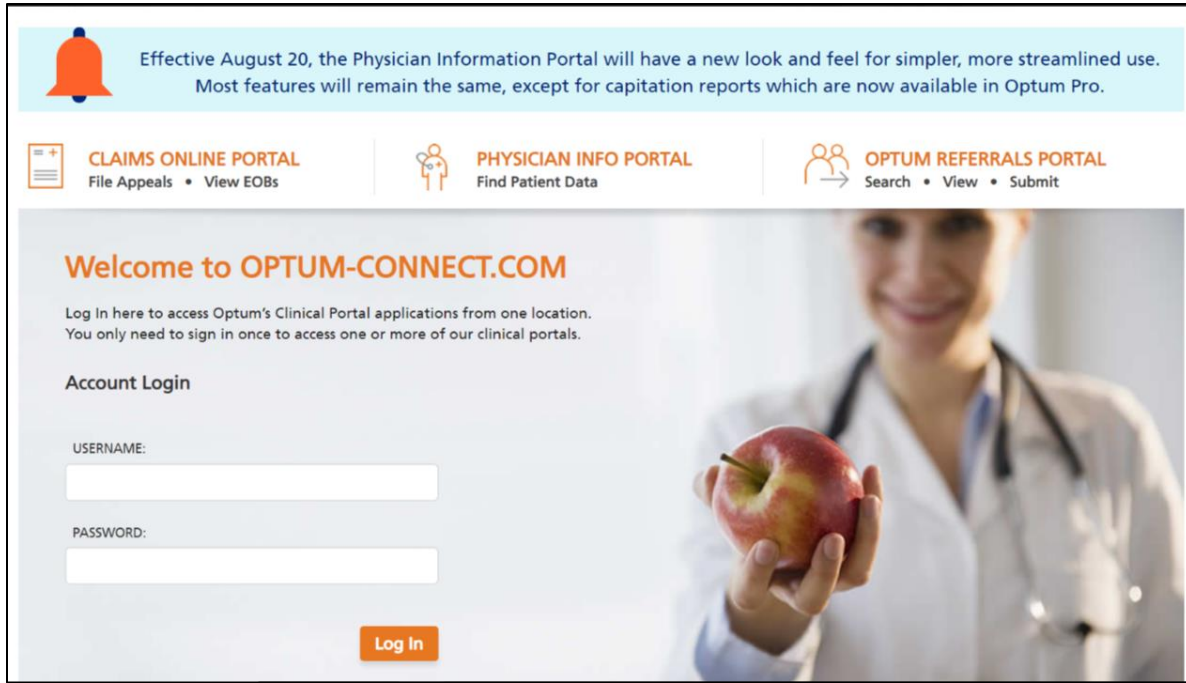 Effective August 20, the Physician Information Portal will have a new look and feel for simpler, more streamlined use.
Most features will remain the same, except for capitation reports which are now available in Optum Pro.
CLAIMS ONLINE PORTAL
File Appeals • View EOBs
PHYSICIAN INFO PORTAL
Find Patient Data
OPTUM REFERRALS PORTAL
Search • View • Submit
Welcome to OPTUM-CONNECT.COM
Log In here to access Optum's Clinical Portal applications from one location.
You only need to sign in once to access one or more of our clinical portals.
Account Login
USERNAME:
PASSWORD:
Log In